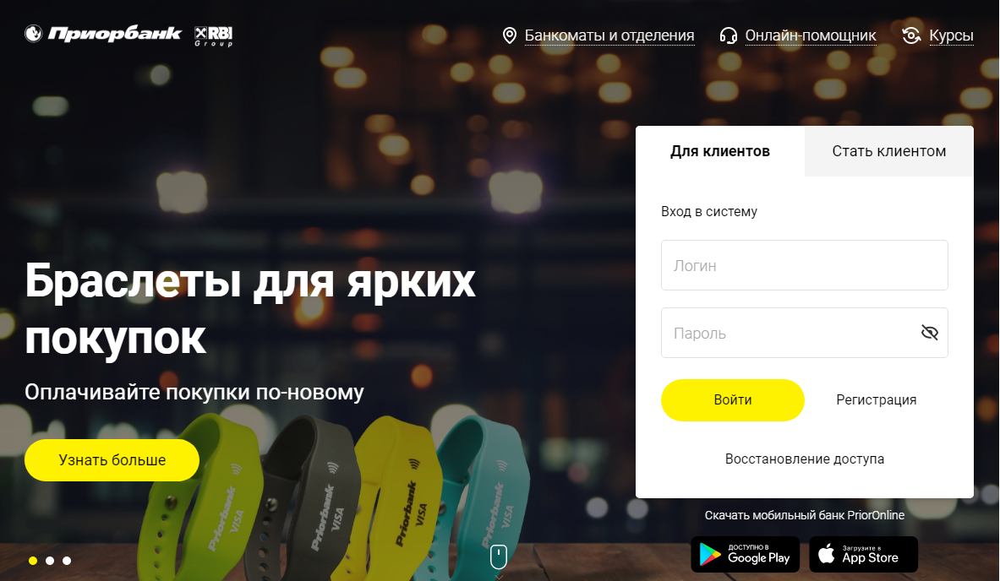 Приорбанк
RBI
Group
Банкоматы и отделения
Онлайн-помощник
Курсы
Для клиентов
Стать клиентом
Вход в систему
Логин
Пароль
Войти
Регистрация
Восстановление доступа
Браслеты для ярких
покупок
Оплачивайте покупки по-новому
Узнать больше
Priorbank
VISA
Priorbank
VISA
Priorbank
VISA
Priorbank
VISA
Скачать мобильный банк PriorOnline
ДОСТУПНО В
Google Play
Загрузите в
App Store